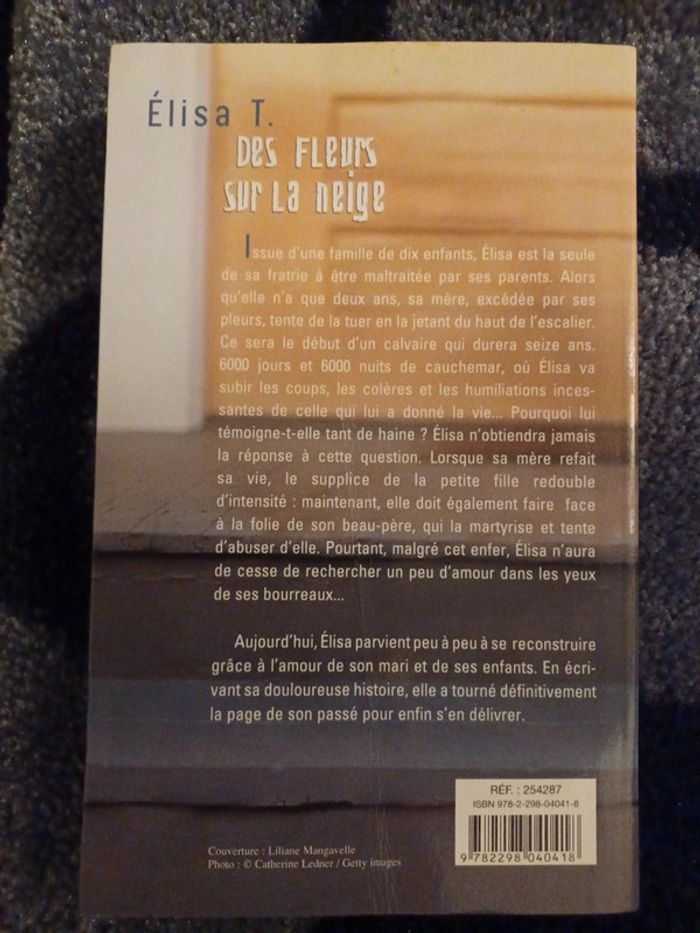 Élisa T.
Des fleurs
sur la neige
Issue d'une famille de dix enfants, Élisa est la seule
de sa fratrie à être maltraitée par ses parents. Alors
qu'elle n'a que deux ans, sa mère, excédée par ses
pleurs, tente de la tuer en la jetant du haut de l'escalier.
Ce sera le début d'un calvaire qui durera seize ans.
6000 jours et 6000 nuits de cauchemar, où Élisa va
subir les coups, les colères et les humiliations inces-
santes de celle qui lui a donné la vie... Pourquoi lui
témoigne-t-elle tant de haine ? Élisa n'obtiendra jamais
la réponse à cette question. Lorsque sa mère refait
sa vie, le supplice de la petite fille redouble
d'intensité : maintenant, elle doit également faire face
à la folie de son beau-père, qui la martyrise et tente
d'abuser d'elle. Pourtant, malgré cet enfer, Élisa n'aura
de cesse de rechercher un peu d'amour dans les yeux
de ses bourreaux...
Aujourd'hui, Élisa parvient peu à peu à se reconstruire
grâce à l'amour de son mari et de ses enfants. En écri-
vant sa douloureuse histoire, elle a tourné définitivement
la page de son passé pour enfin s'en délivrer.
RÉF. : 254287
ISBN 978-2-298-04041-8
9 782298 040418
Couverture : Liliane Mangavelle
Photo : © Catherine Ledner / Getty images